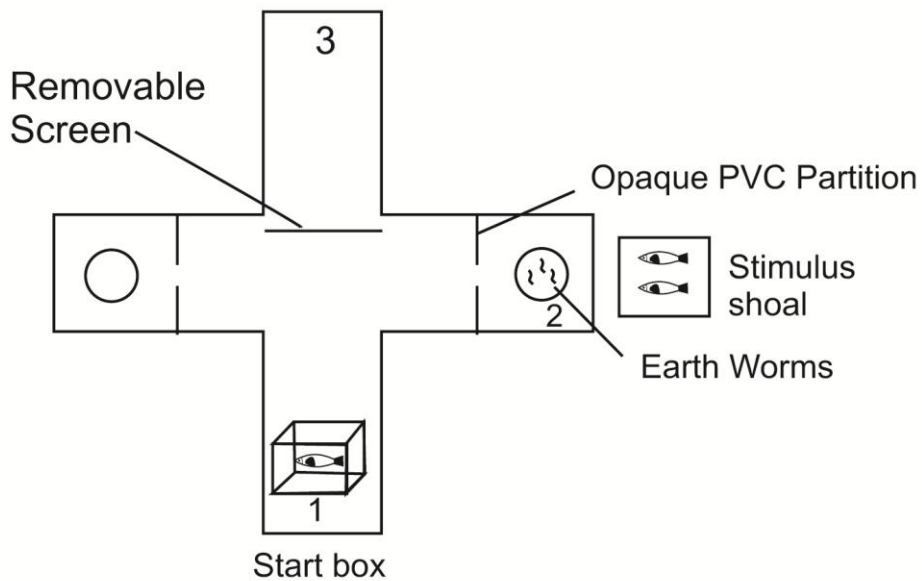 3
Removable
Screen
Opaque PVC Partition
Stimulus
shoal
2
Earth Worms
1
Start box